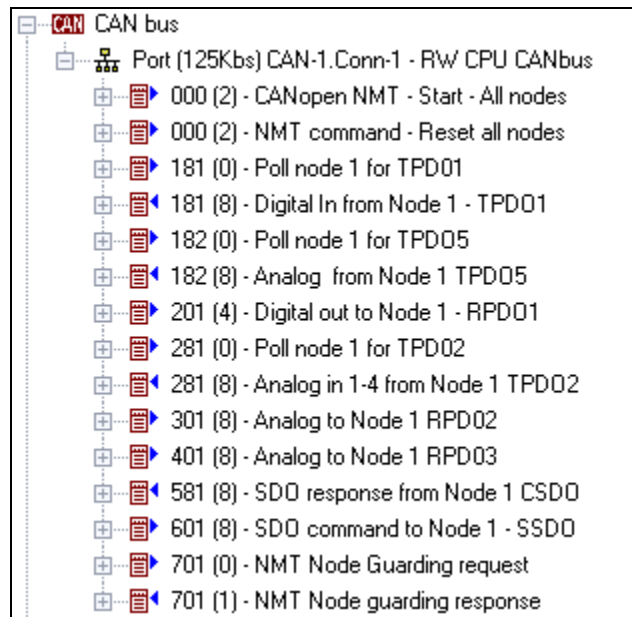 CAN CAN bus
Port (125Kbs) CAN-1.Conn-1 - RW CPU CANbus
000 (2) - CANopen NMT - Start - All nodes
000 (2) - NMT command - Reset all nodes
181 (0) - Poll node 1 for TPD01
181 (8) - Digital In from Node 1 - TPDO1
182 (0) - Poll node 1 for TPDO5
182 (8) - Analog  from Node 1 TPDO5
201 (4) - Digital out to Node 1 - RPDO1
281 (0) - Poll node 1 for TPD02
281 (8) - Analog in 1-4 from Node 1 TPDO2
301 (8) - Analog to Node 1 RPD02
401 (8) - Analog to Node 1 RPD03
581 (8) - SDO response from Node 1 CSDO
601 (8) - SDO command to Node 1 - SSDO
701 (0) - NMT Node Guarding request
701 (1) - NMT Node guarding response